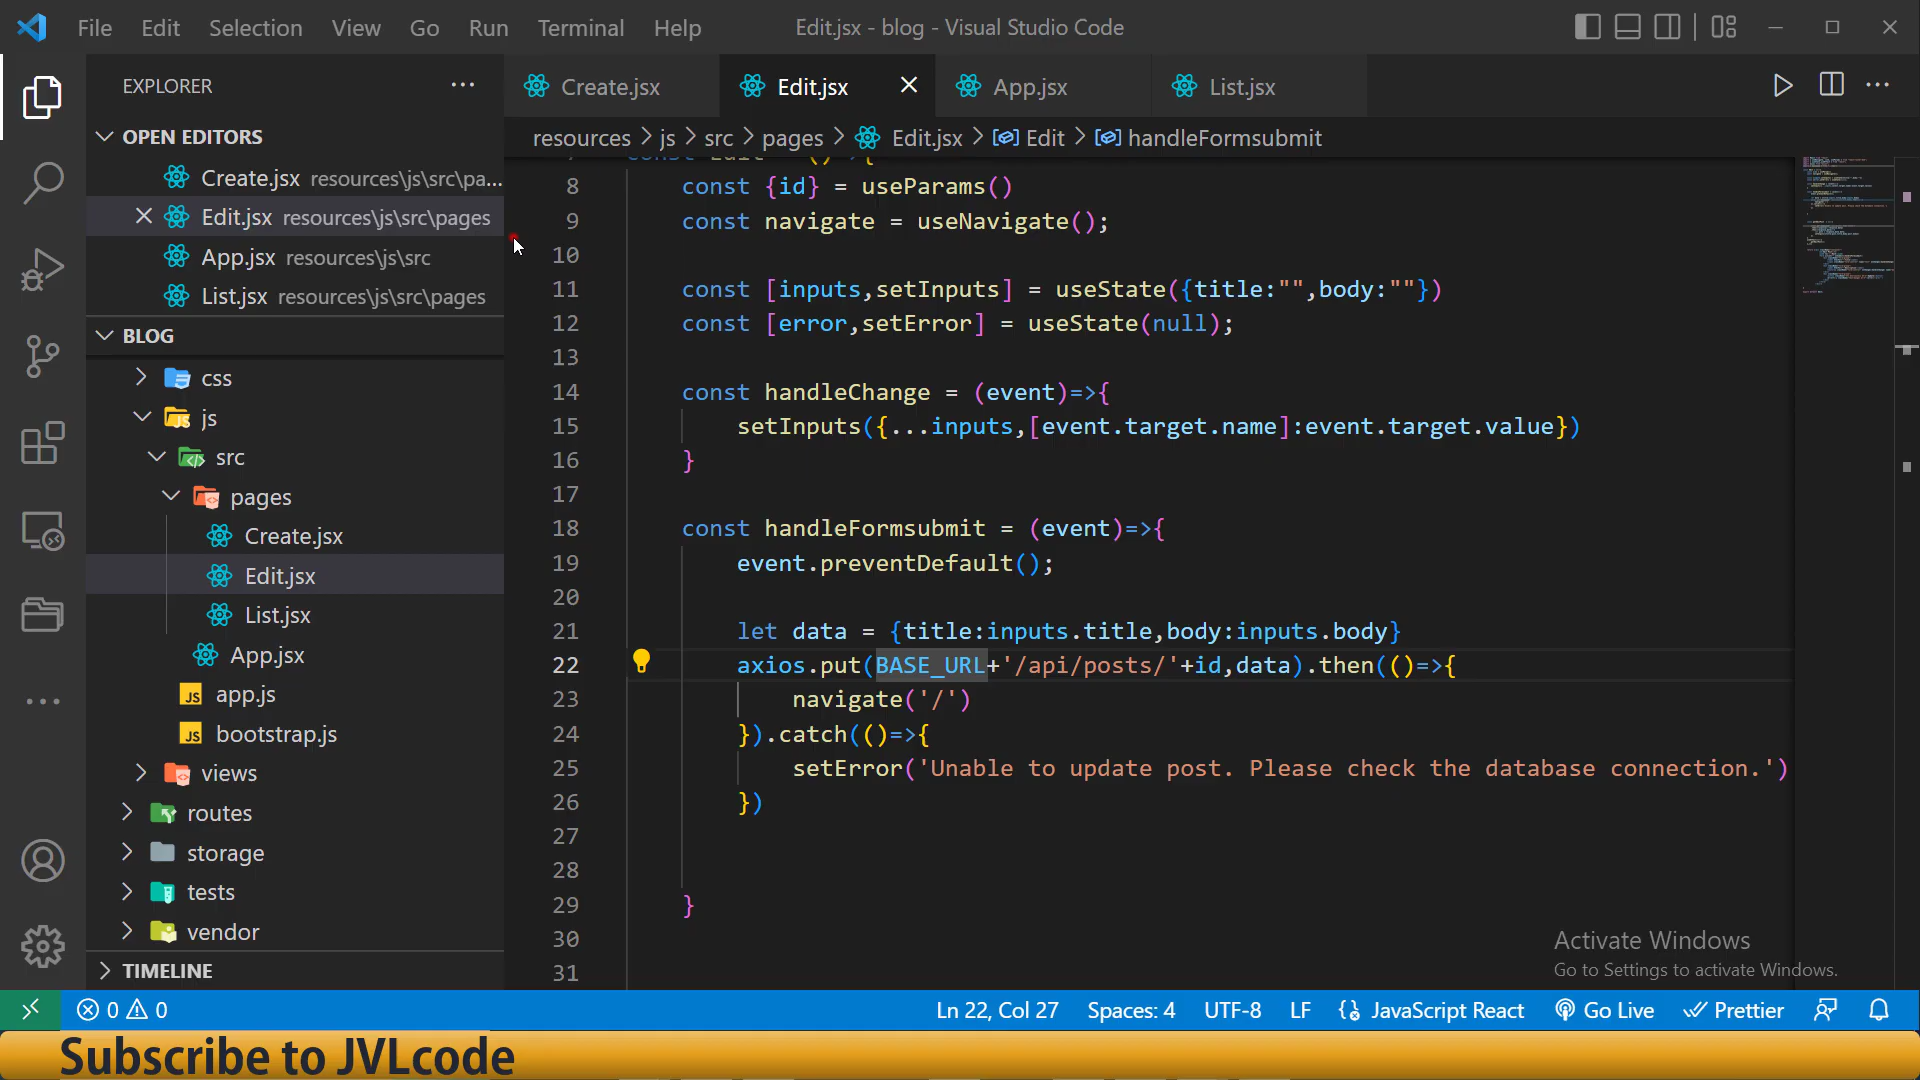 File Edit Selection View Go Run Terminal Help Edit.jsx - blog - Visual Studio Code
EXPLORER
Create.jsx Edit.jsx App.jsx List.jsx
OPEN EDITORS
resources > js > src > pages > Edit.jsx > Edit > handleFormsubmit
Create.jsx resources\js\src\pa...
Edit.jsx resources\js\src\pages
App.jsx resources\js\src
List.jsx resources\js\src\pages
BLOG
css
js
src
pages
Create.jsx
Edit.jsx
List.jsx
App.jsx
app.js
bootstrap.js
views
routes
storage
tests
vendor
TIMELINE
8 const {id} = useParams()
9 const navigate = useNavigate();
10
11 const [inputs,setInputs] = useState({title:"",body:""})
12 const [error,setError] = useState(null);
13
14 const handleChange = (event)=>{
15 setInputs({...inputs,[event.target.name]:event.target.value})
16 }
17
18 const handleFormsubmit = (event)=>{
19 event.preventDefault();
20
21 let data = {title:inputs.title,body:inputs.body}
22 axios.put(BASE_URL+'/api/posts/'+id,data).then(()=>{
23 navigate('/')
24 }).catch(()=>{
25 setError('Unable to update post. Please check the database connection.')
26 })
27
28
29 }
30
31
Activate Windows
Go to Settings to activate Windows.
0 0 Ln 22, Col 27 Spaces: 4 UTF-8 LF JavaScript React Go Live Prettier
Subscribe to JVLcode